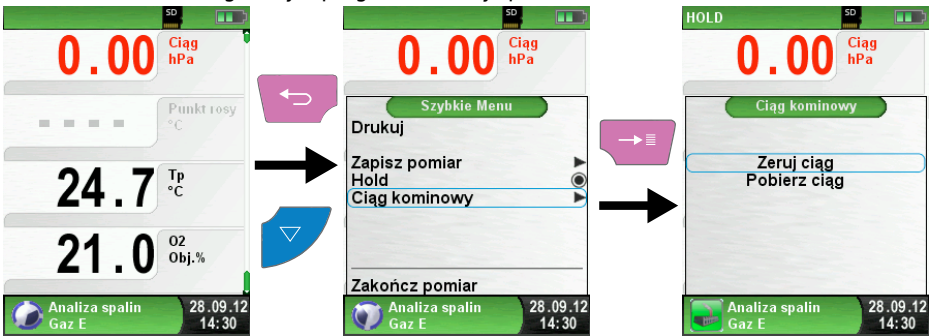 SD
0.00 Ciąg hPa
- - - - Punkt rosy °C
24.7 Tp °C
21.0 O2 Obj.%
Analiza spalin 28.09.12
Gaz E 14:30
SD
0.00 Ciąg hPa
Szybkie Menu
Drukuj
Zapisz pomiar
Hold
Ciąg kominowy
Zakończ pomiar
Analiza spalin 28.09.12
Gaz E 14:30
HOLD SD
0.00 Ciąg hPa
Ciąg kominowy
Zeruj ciąg
Pobierz ciąg
Analiza spalin 28.09.12
Gaz E 14:30